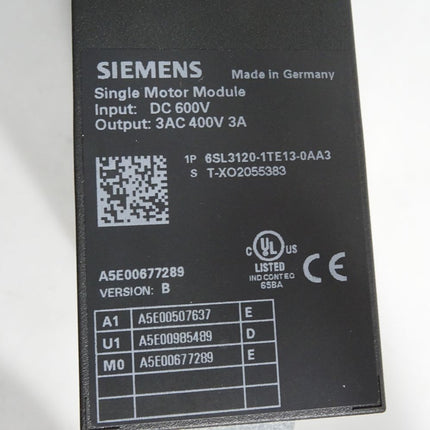 SIEMENS Made in Germany
Single Motor Module
Input: DC 600V
Output: 3AC 400V 3A
1P 6SL3120-1TE13-0AA3
S T-XO2055383
C UL US
LISTED
IND CONT EQ
65BA
CE
A5E00677289
VERSION: B
A1 A5E00507637 E
U1 A5E00985489 D
M0 A5E00677289 E